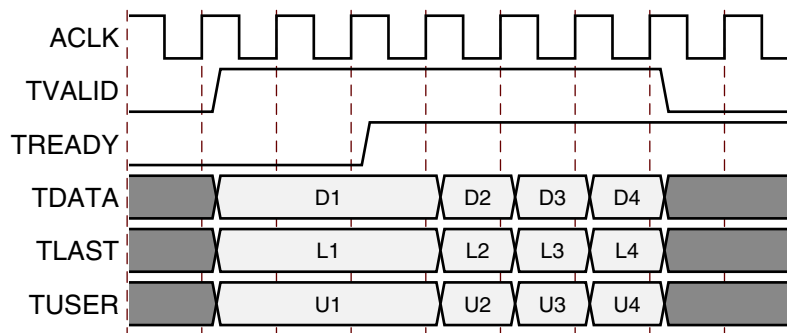 ACLK
TVALID
TREADY
TDATA D1 D2 D3 D4
TLAST L1 L2 L3 L4
TUSER U1 U2 U3 U4